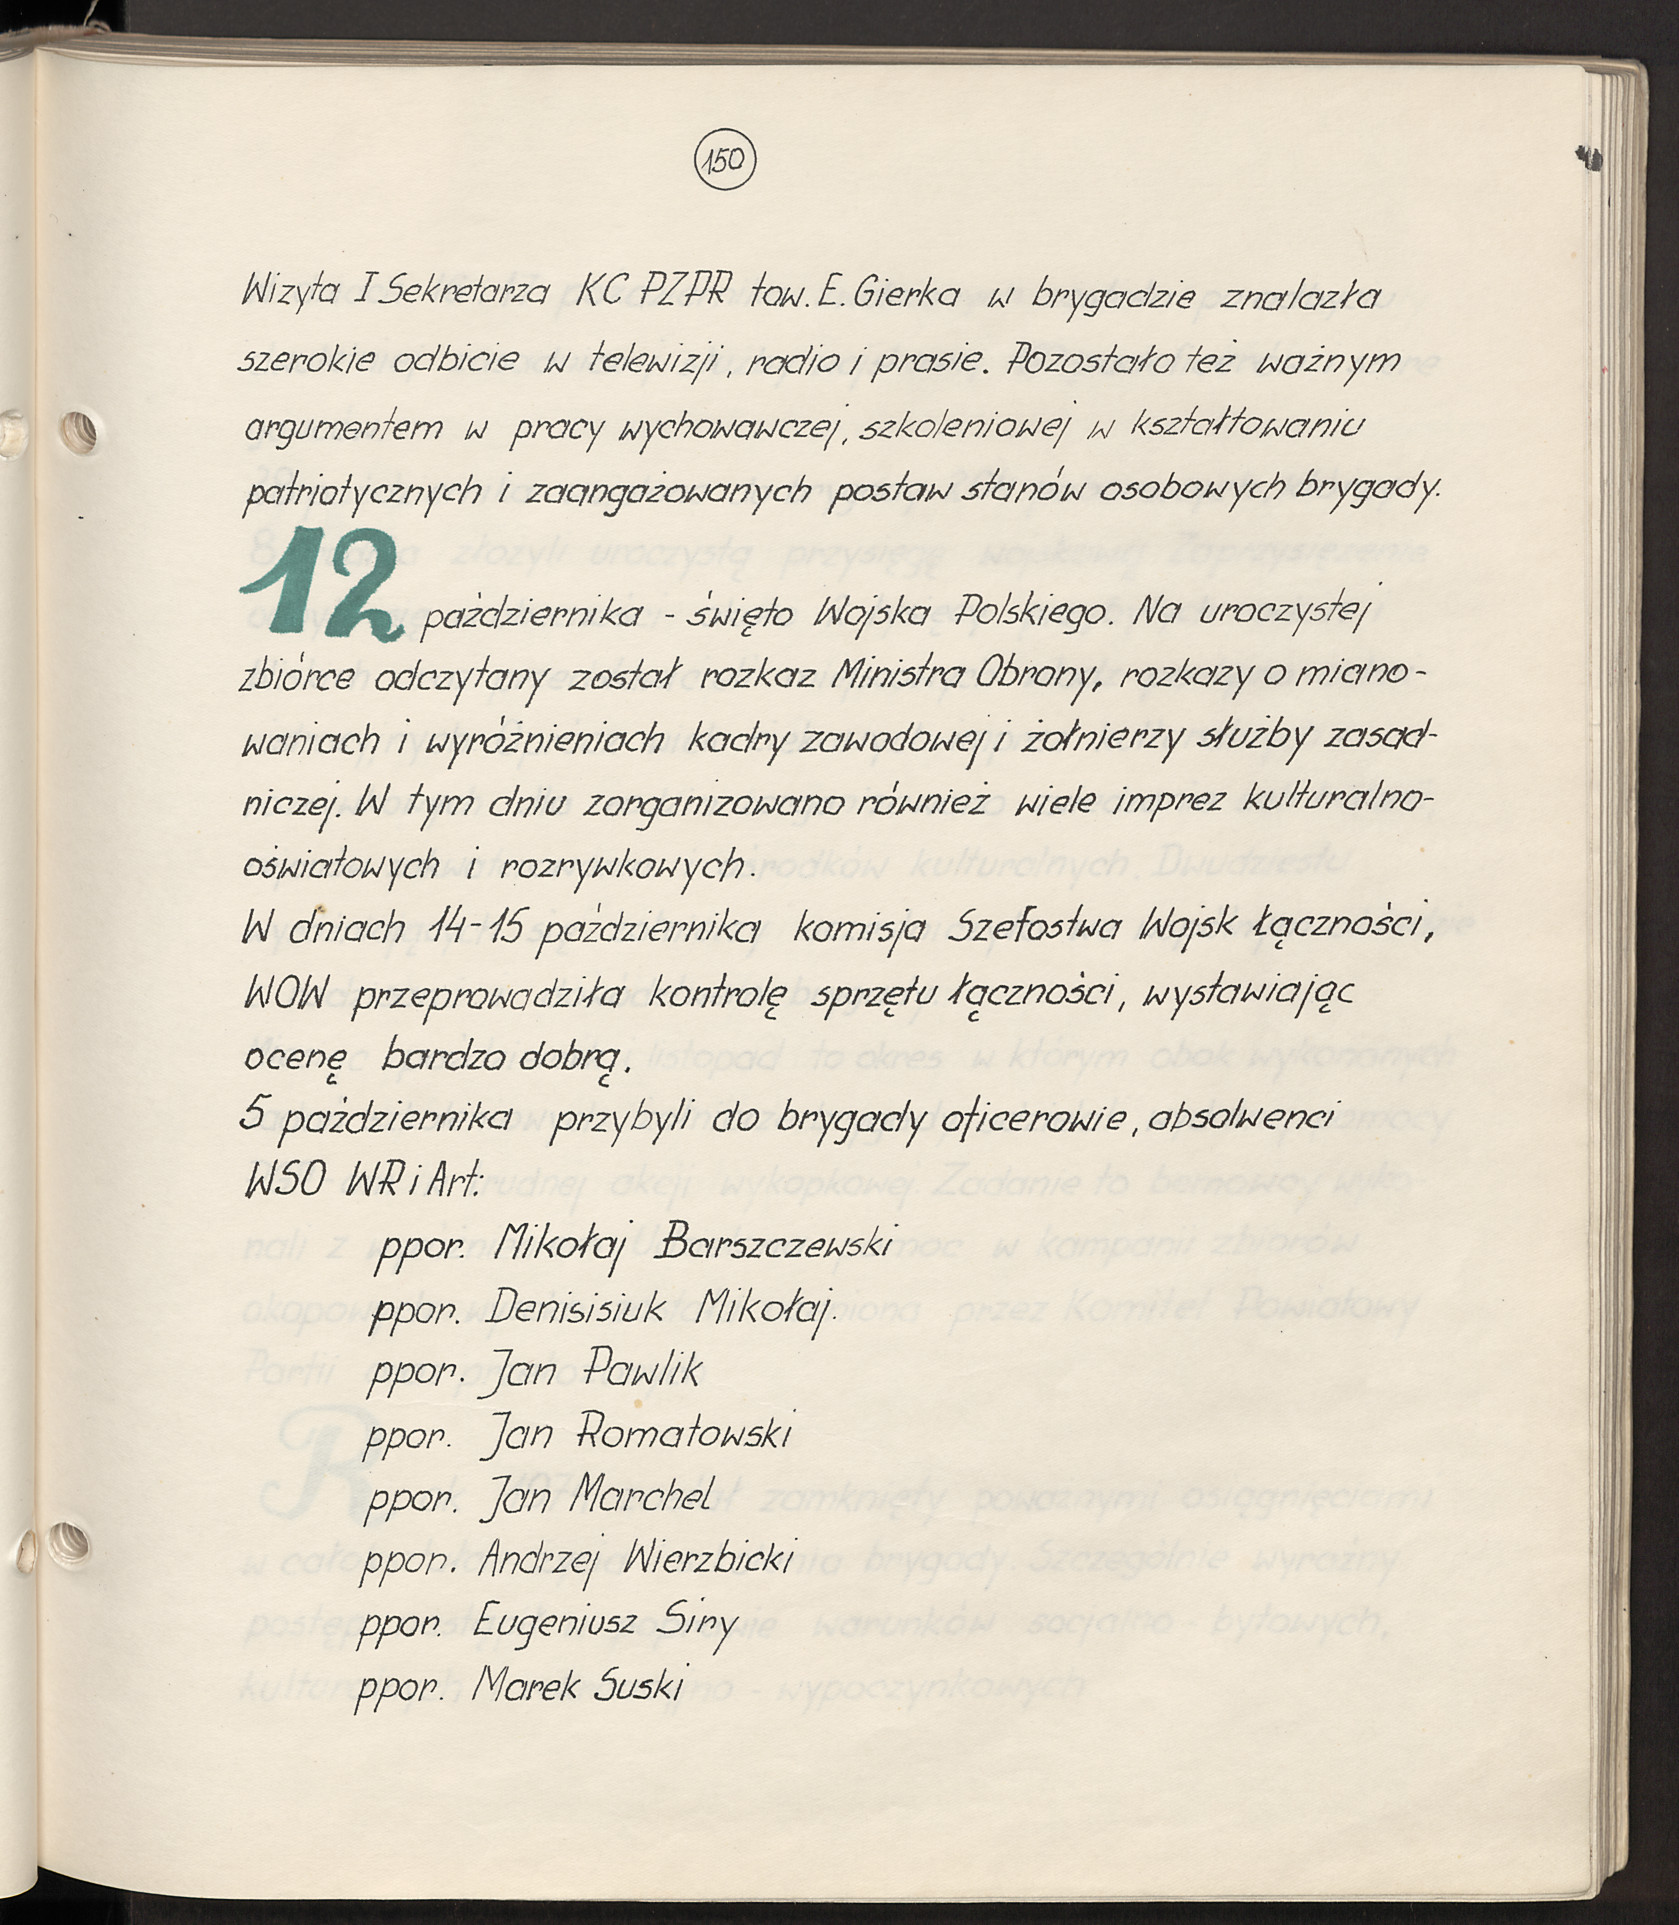 150
Wizyta I Sekretarza KC PZPR tow. E. Gierka w brygadzie znalazła
szerokie odbicie w telewizji, radio i prasie. Pozostało też ważnym
argumentem w pracy wychowawczej, szkoleniowej w kształtowaniu
patriotycznych i zaangażowanych postaw stanów osobowych brygady.
12 października - święto Wojska Polskiego. Na uroczystej
zbiórce odczytany został rozkaz Ministra Obrony, rozkazy o miano-
waniach i wyróżnieniach kadry zawodowej i żołnierzy służby zasad-
niczej. W tym dniu zorganizowano również wiele imprez kulturalno-
oświatowych i rozrywkowych.
W dniach 14-15 października komisja Szefostwa Wojsk Łączności,
WOW przeprowadziła kontrolę sprzętu łączności, wystawiając
ocenę bardzo dobrą.
5 października przybyli do brygady oficerowie, absolwenci
WSO WR i Art:
ppor. Mikołaj Barszczewski
ppor. Denisisiuk Mikołaj.
ppor. Jan Pawlik
ppor. Jan Romatowski
ppor. Jan Marchel
ppor. Andrzej Wierzbicki
ppor. Eugeniusz Siry
ppor. Marek Suski